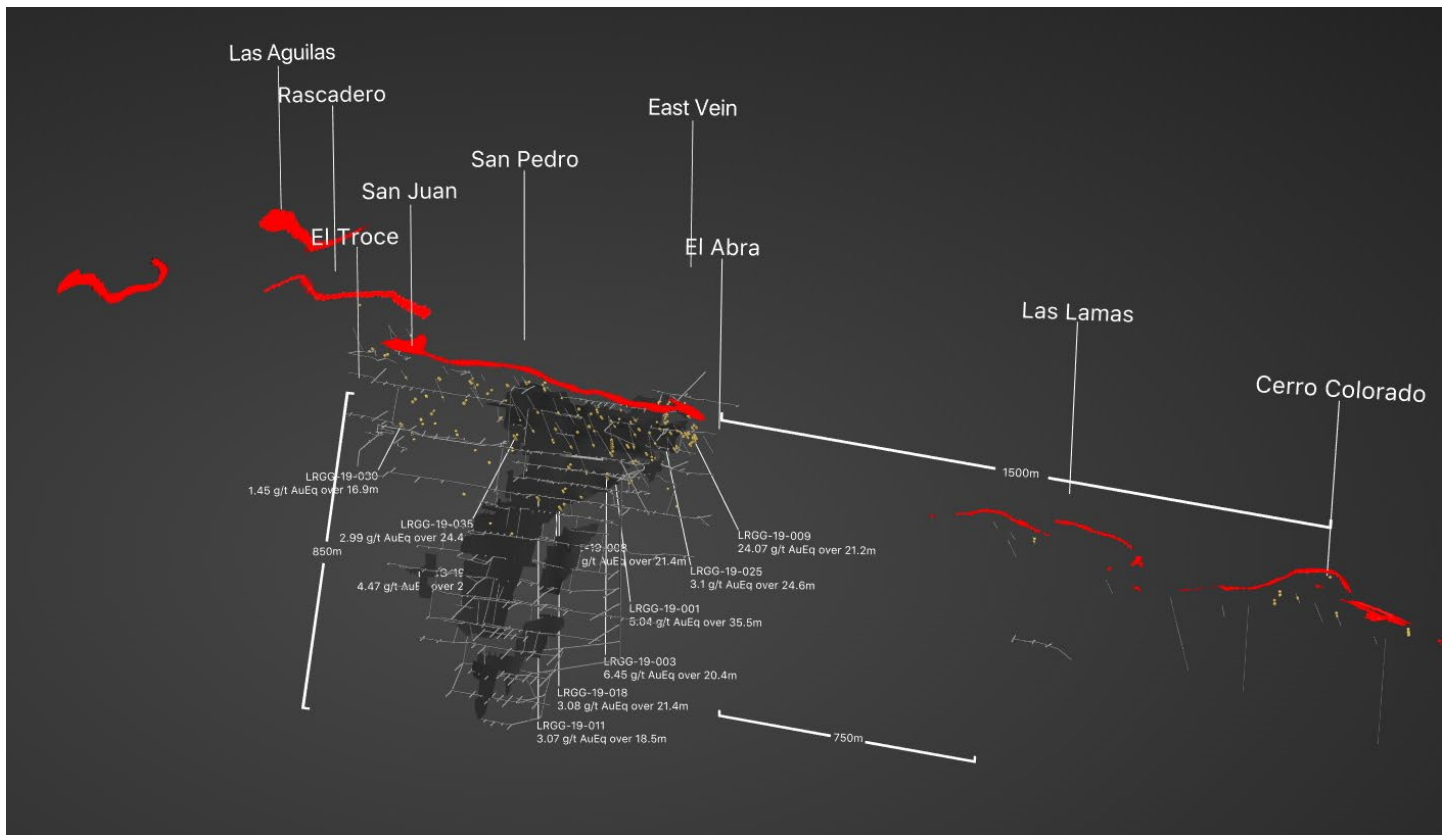 Las Aguilas
Rascadero
East Vein
San Pedro
San Juan
El Troce
El Abra
Las Lamas
Cerro Colorado
1500m
LRGG-19-030
1.45 g/t AuEq over 16.9m
LRGG-19-035
2.99 g/t AuEq over 24.4
850m
g/t AuEq over 21.4m
4.47 g/t AuEq over 2
LRGG-19-009
24.07 g/t AuEq over 21.2m
LRGG-19-025
3.1 g/t AuEq over 24.6m
LRGG-19-001
5.04 g/t AuEq over 35.5m
LRGG-19-003
6.45 g/t AuEq over 20.4m
LRGG-19-018
3.08 g/t AuEq over 21.4m
LRGG-19-011
3.07 g/t AuEq over 18.5m
750m